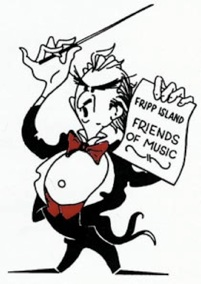 FRIPP ISLAND
FRIENDS
OF MUSIC